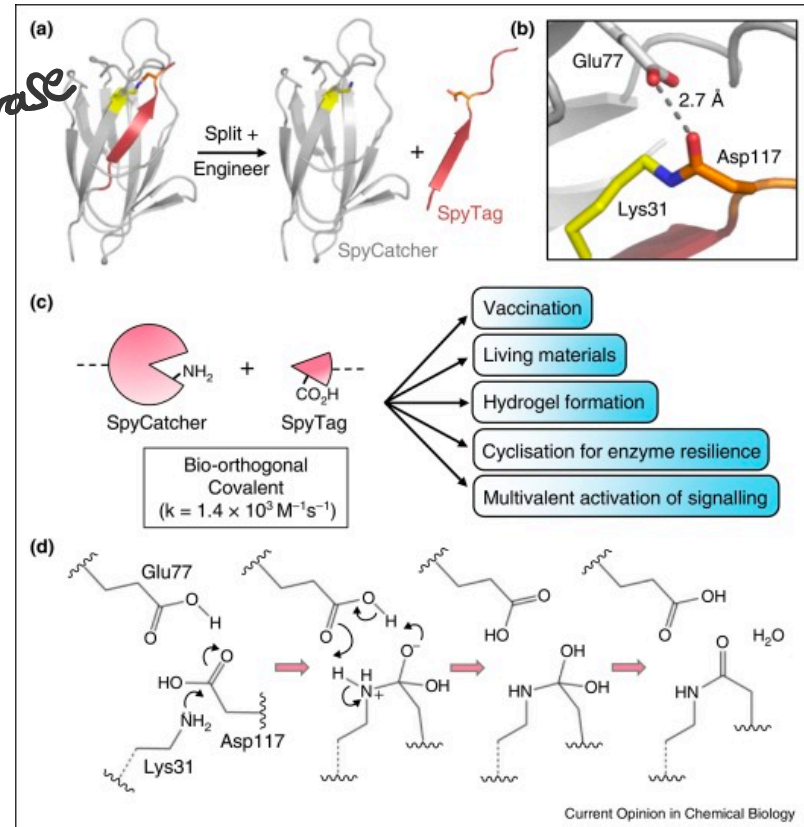 (a)
ase
Split +
Engineer
+
SpyTag
SpyCatcher
(b)
Glu77
2.7 Å
Asp117
Lys31
(c)
NH₂
+
CO₂H
SpyCatcher
SpyTag
Bio-orthogonal
Covalent
(k = 1.4 × 10³ M⁻¹s⁻¹)
Vaccination
Living materials
Hydrogel formation
Cyclisation for enzyme resilience
Multivalent activation of signalling
(d)
Glu77
O
H
O
O
HO
NH₂
Asp117
Lys31
O
H
O
O⁻
H
H
N
+
OH
O
HO
OH
HN
OH
OH
O
O
H₂O
HN
Current Opinion in Chemical Biology